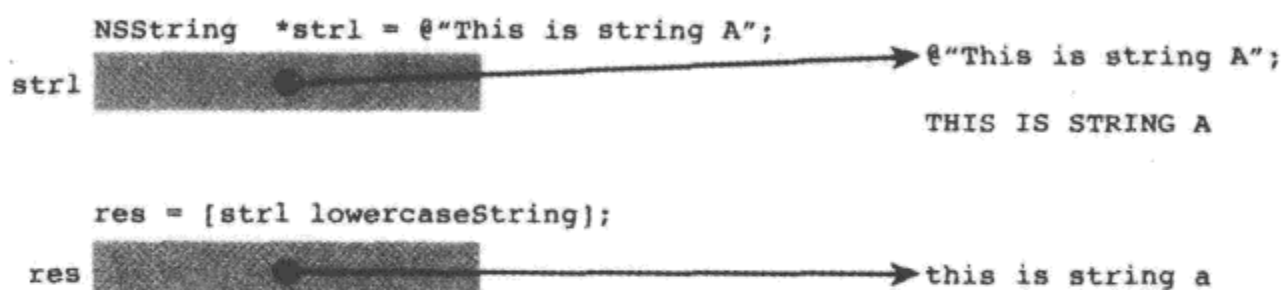 NSString *strl = @"This is string A";
strl
@"This is string A";
THIS IS STRING A
res = [strl lowercaseString];
res
this is string a